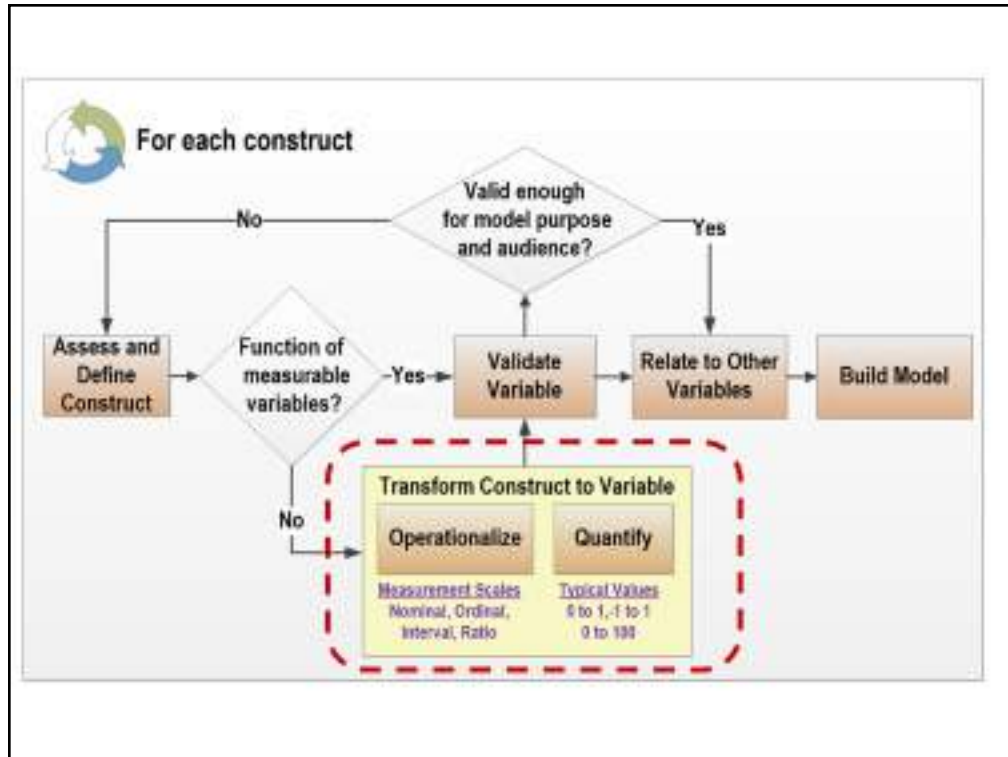 For each construct
Valid enough
for model purpose
and audience?
No
Yes
Assess and
Define
Construct
Function of
measurable
variables?
Yes
Validate
Variable
Relate to Other
Variables
Build Model
No
Transform Construct to Variable
Operationalize
Quantify
Measurement Scales
Nominal, Ordinal,
Interval, Ratio
Typical Values
0 to 1,-1 to 1
0 to 100